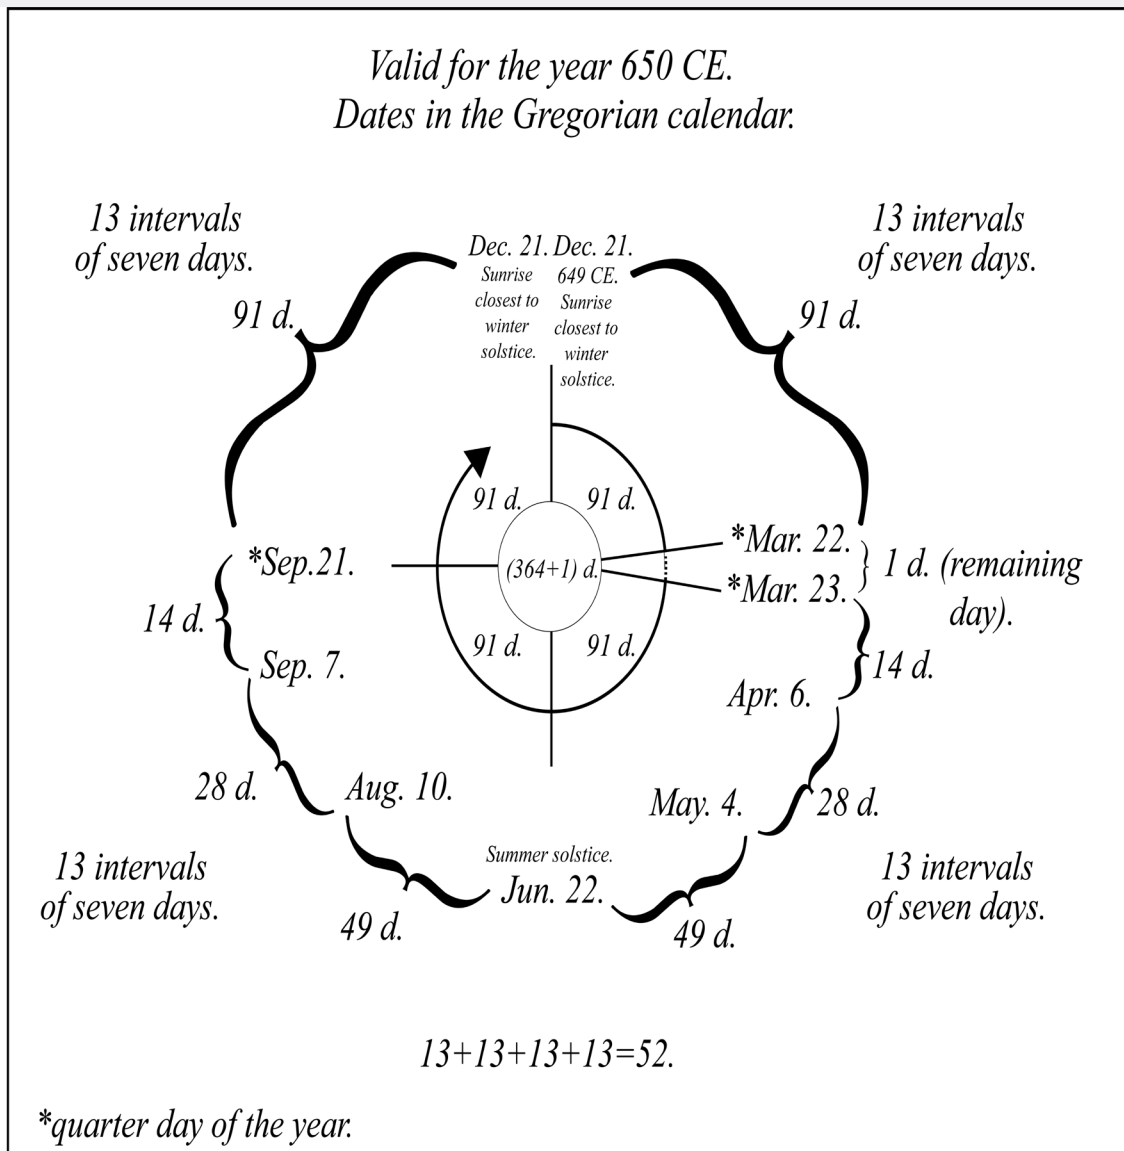 Valid for the year 650 CE.
Dates in the Gregorian calendar.
13 intervals
of seven days.
13 intervals
of seven days.
Dec. 21.
Sunrise
closest to
winter
solstice.
Dec. 21.
649 CE.
Sunrise
closest to
winter
solstice.
91 d.
91 d.
91 d.
91 d.
*Sep.21.
(364+1) d.
*Mar. 22.
*Mar. 23.
1 d. (remaining
day).
14 d.
14 d.
91 d.
91 d.
Sep. 7.
Apr. 6.
28 d.
Aug. 10.
May. 4.
28 d.
13 intervals
of seven days.
Summer solstice.
Jun. 22.
13 intervals
of seven days.
49 d.
49 d.
13+13+13+13=52.
*quarter day of the year.